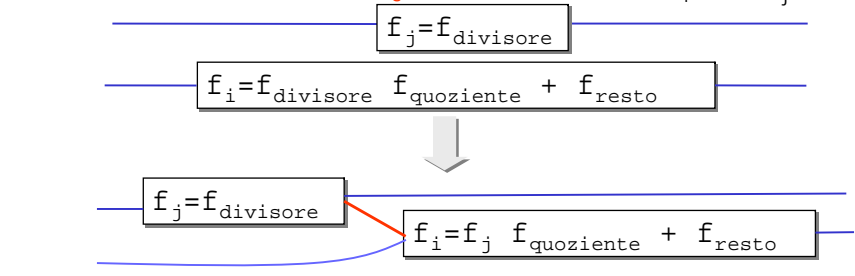 f_j=f_divisore
f_i=f_divisore f_quoziente + f_resto
f_j=f_divisore
f_i=f_j f_quoziente + f_resto